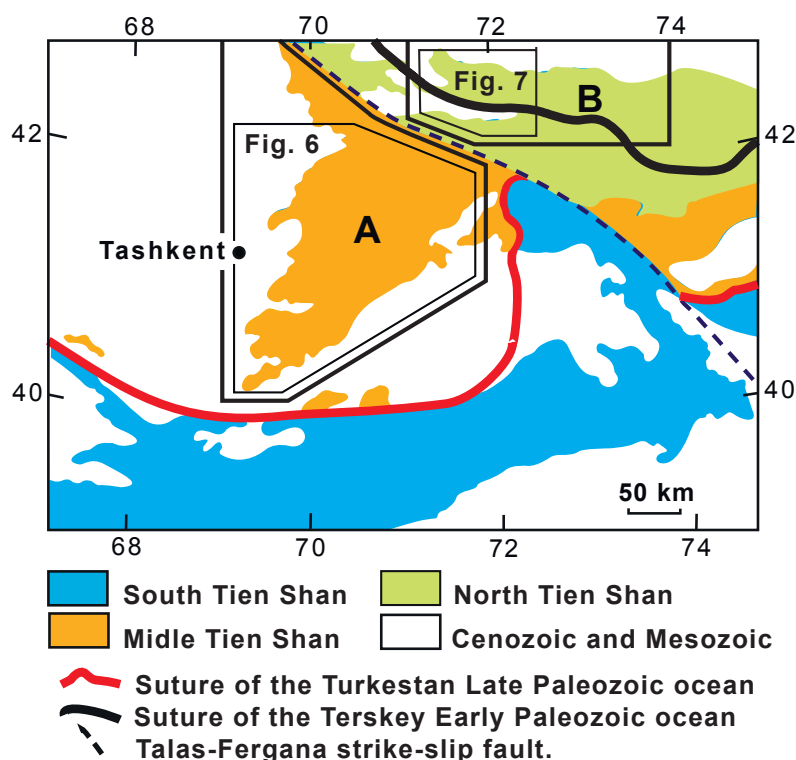 68 70 72 74
Fig. 7
B
42 42
Fig. 6
A
Tashkent
40 40
50 km
68 70 72 74
South Tien Shan North Tien Shan
Midle Tien Shan Cenozoic and Mesozoic
Suture of the Turkestan Late Paleozoic ocean
Suture of the Terskey Early Paleozoic ocean
Talas-Fergana strike-slip fault.